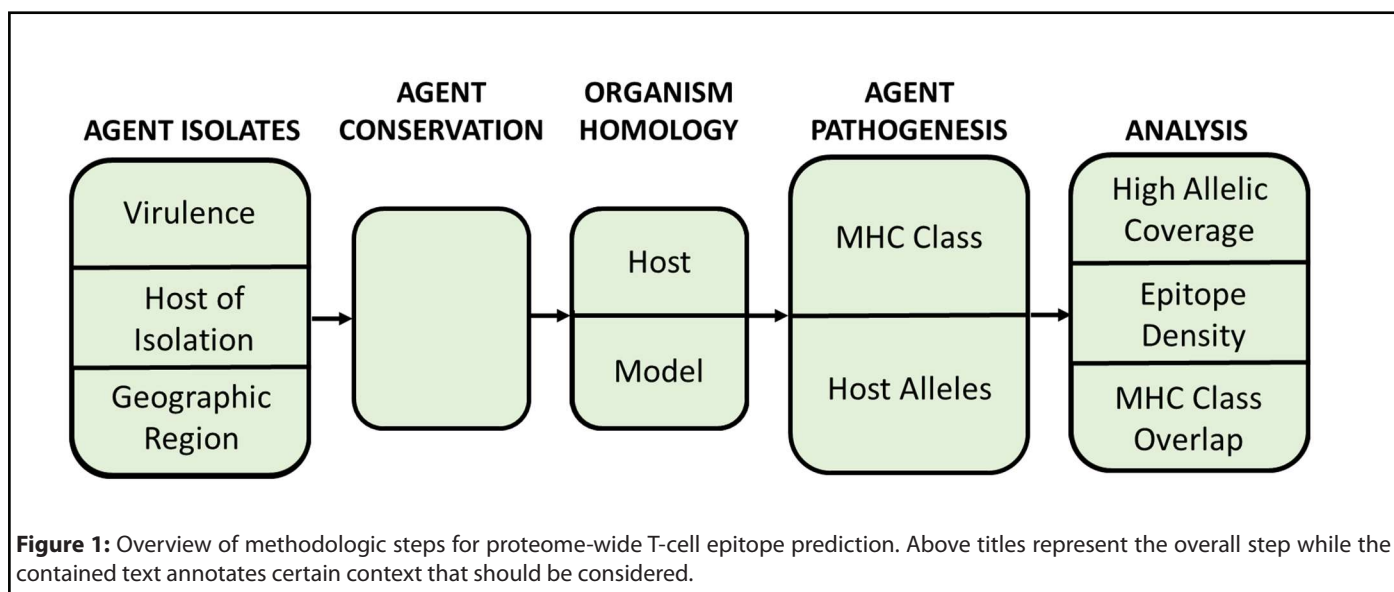 AGENT ISOLATES
Virulence
Host of
Isolation
Geographic
Region
AGENT
CONSERVATION
ORGANISM
HOMOLOGY
Host
Model
AGENT
PATHOGENESIS
MHC Class
Host Alleles
ANALYSIS
High Allelic
Coverage
Epitope
Density
MHC Class
Overlap
Figure 1: Overview of methodologic steps for proteome-wide T-cell epitope prediction. Above titles represent the overall step while the
contained text annotates certain context that should be considered.